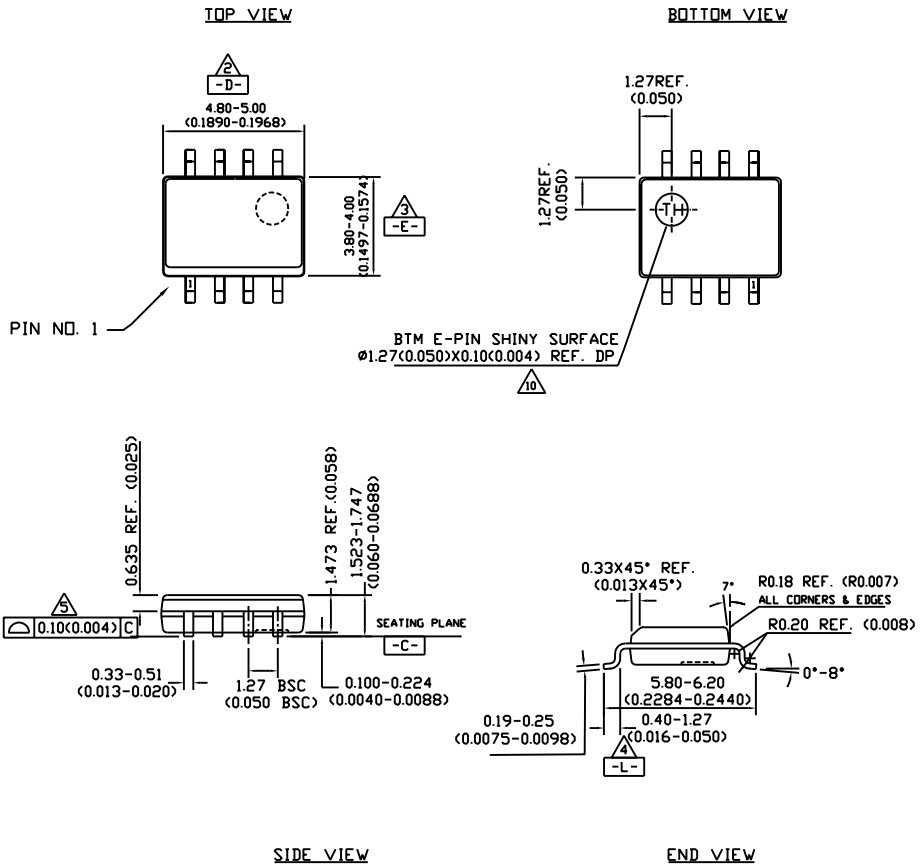 TOP VIEW
BOTTOM VIEW
2
-D-
4.80-5.00
(0.1890-0.1968)
3.80-4.00
(0.1497-0.1574)
3
-E-
1
PIN NO. 1
1.27REF.
(0.050)
1.27REF.
(0.050)
TH
1
BTM E-PIN SHINY SURFACE
Ø1.27(0.050)X0.10(0.004) REF. DP
10
0.635 REF. (0.025)
1.473 REF.(0.058)
1.523-1.747
(0.060-0.0688)
5
0.10(0.004) C
SEATING PLANE
-C-
0.33-0.51
(0.013-0.020)
1.27 BSC
(0.050 BSC)
0.100-0.224
(0.0040-0.0088)
0.33X45° REF.
(0.013X45°)
7°
R0.18 REF. (R0.007)
ALL CORNERS & EDGES
R0.20 REF. (0.008)
0°-8°
5.80-6.20
(0.2284-0.2440)
0.19-0.25
(0.0075-0.0098)
0.40-1.27
(0.016-0.050)
4
-L-
SIDE VIEW
END VIEW